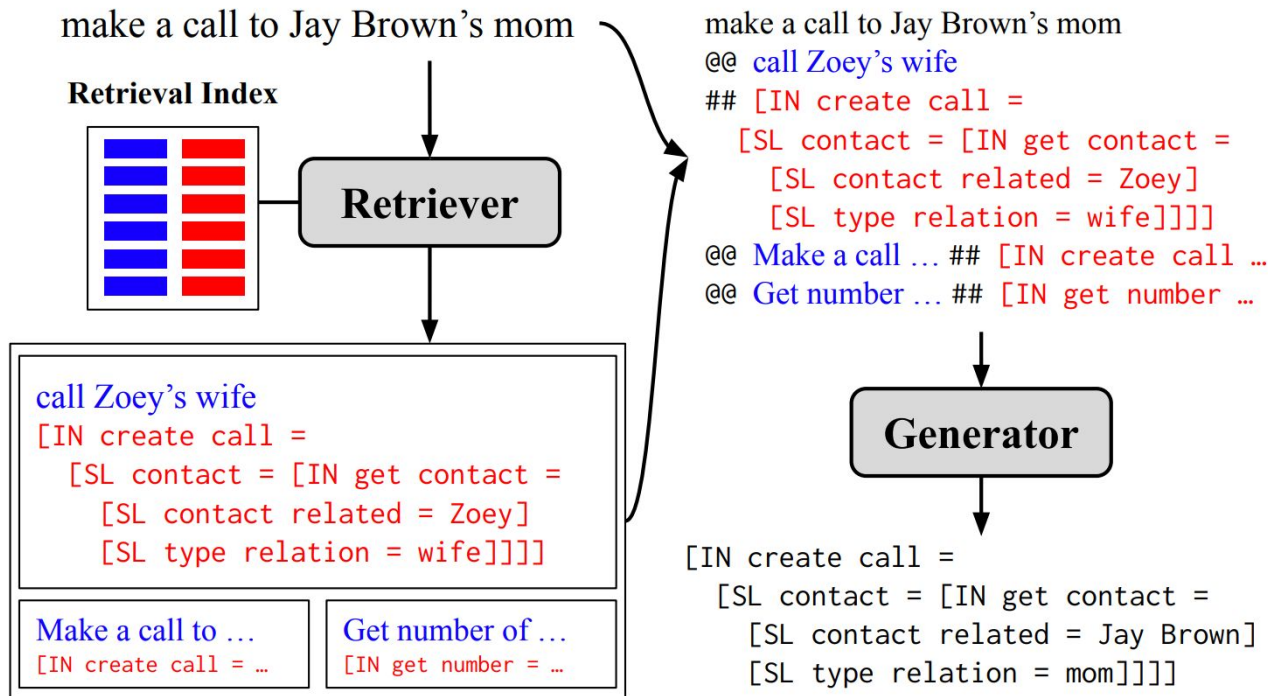 make a call to Jay Brown’s mom
Retrieval Index
Retriever
call Zoey’s wife
[IN create call =
[SL contact = [IN get contact =
[SL contact related = Zoey]
[SL type relation = wife]]]]
Make a call to …
[IN create call = …
Get number of …
[IN get number = …
make a call to Jay Brown’s mom
@@ call Zoey’s wife
## [IN create call =
[SL contact = [IN get contact =
[SL contact related = Zoey]
[SL type relation = wife]]]]
@@ Make a call … ## [IN create call …
@@ Get number … ## [IN get number …
Generator
[IN create call =
[SL contact = [IN get contact =
[SL contact related = Jay Brown]
[SL type relation = mom]]]]